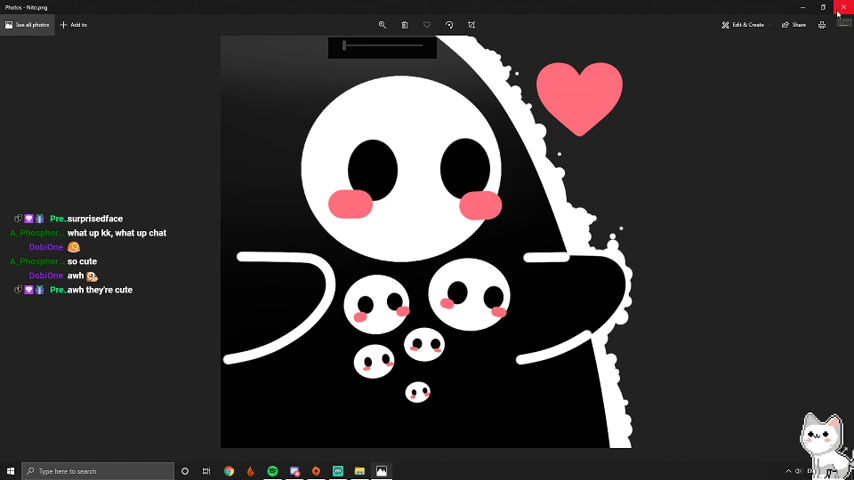 Photos - Nito.png
See all photos
Add to
Edit & Create
Share
Pre..surprisedface
A_Phosphor... what up kk, what up chat
DobiOne
A_Phosphor... so cute
DobiOne awh
Pre..awh they're cute
Type here to search